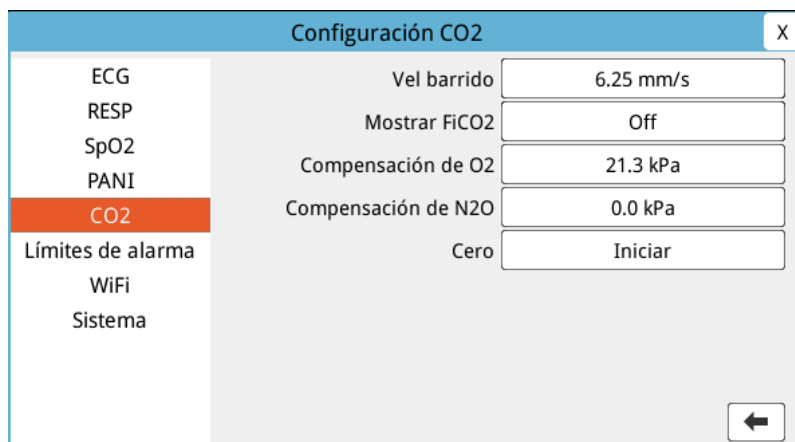 Configuración CO2
X
ECG
RESP
SpO2
PANI
CO2
Límites de alarma
WiFi
Sistema
Vel barrido 6.25 mm/s
Mostrar FiCO2 Off
Compensación de O2 21.3 kPa
Compensación de N2O 0.0 kPa
Cero Iniciar